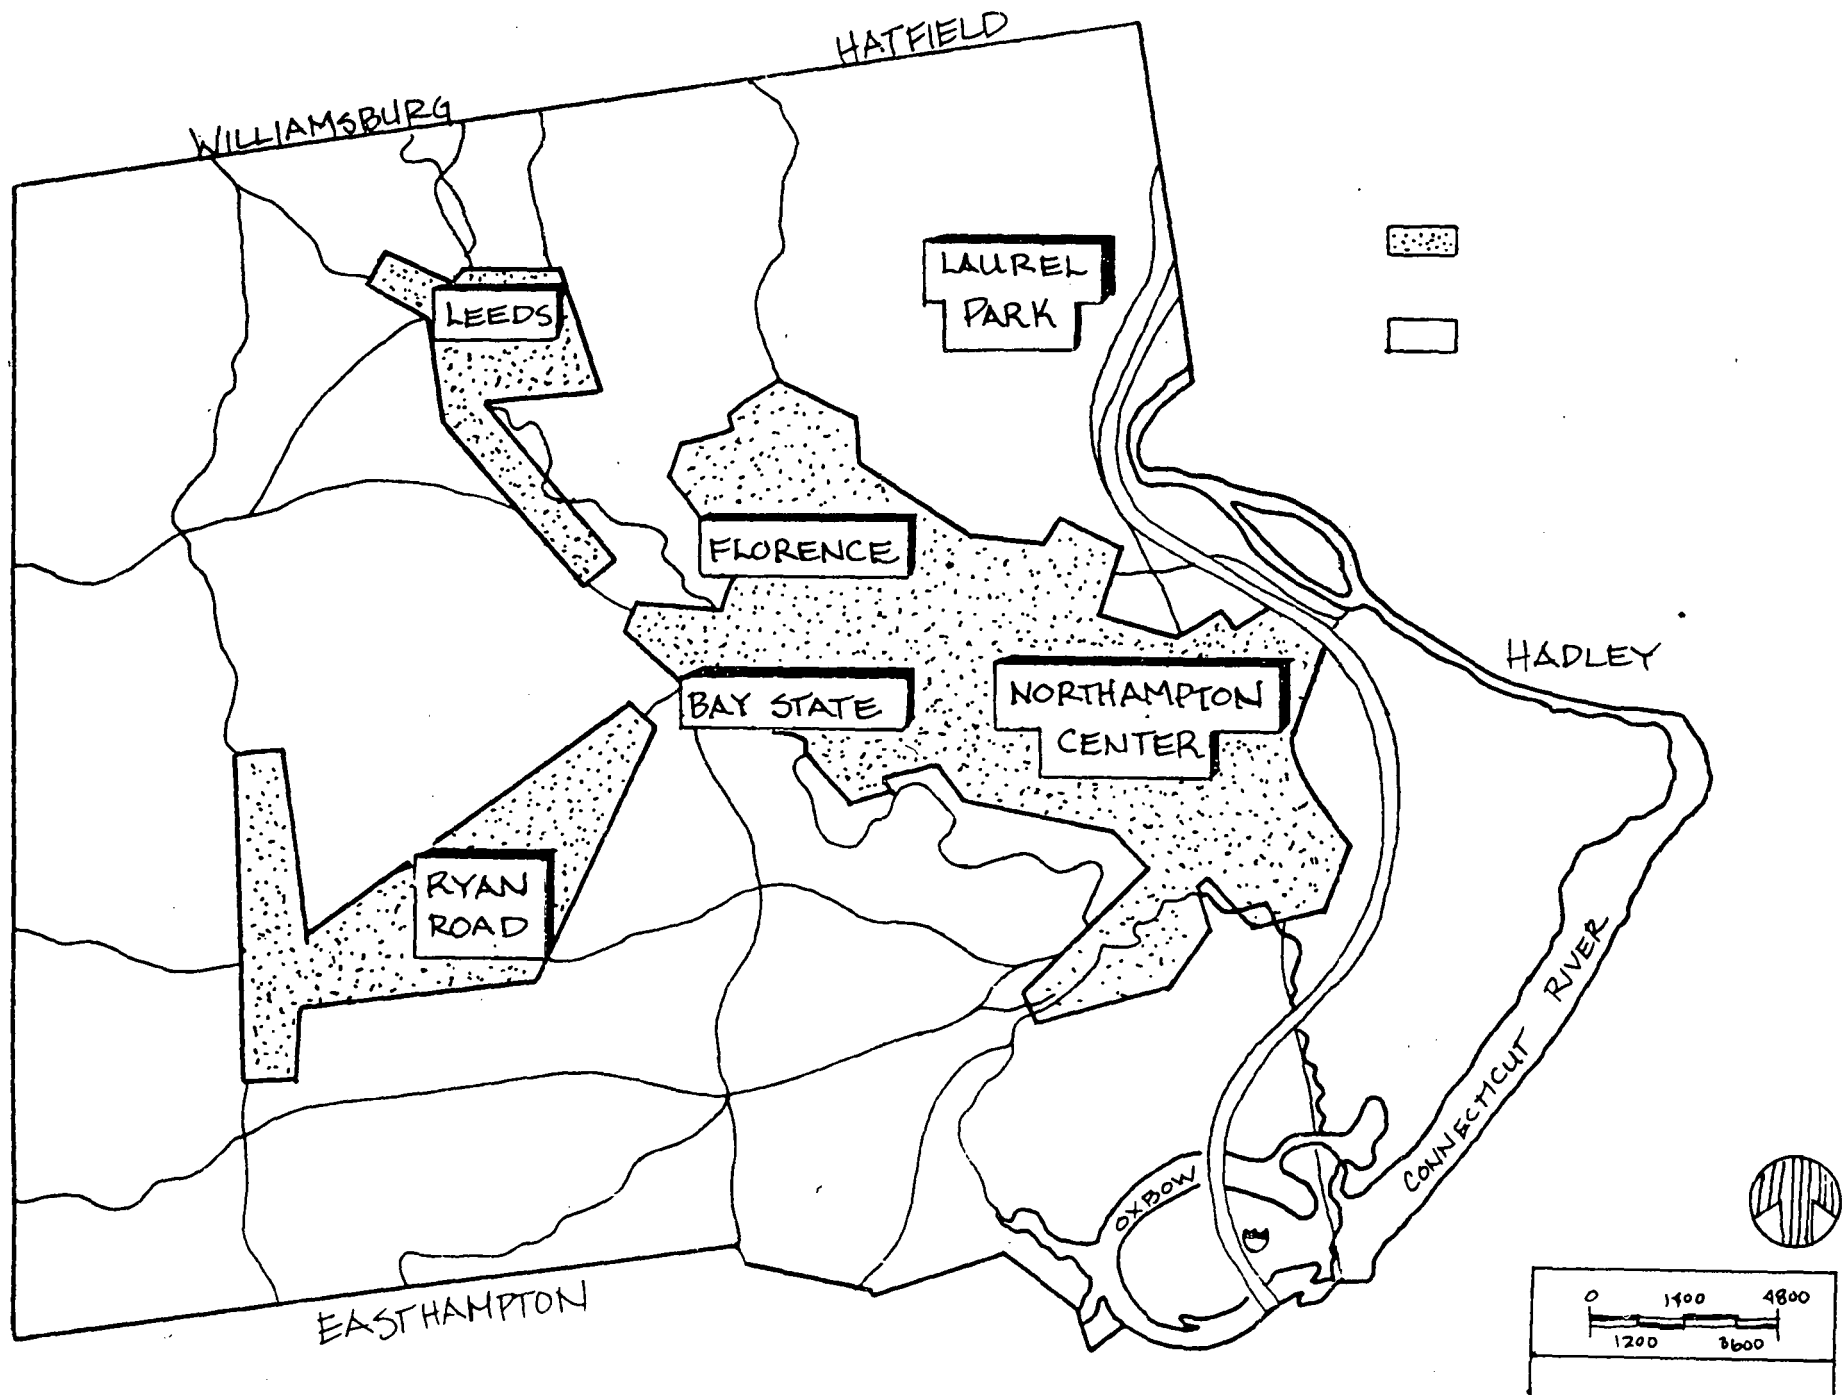 HATFIELD
WILLIAMSBURG
LAUREL
PARK
LEEDS
FLORENCE
HADLEY
BAY STATE
NORTHAMPTON
CENTER
RYAN
ROAD
CONNECTICUT RIVER
OXBOW
EASTHAMPTON
0 4800
1200 3600